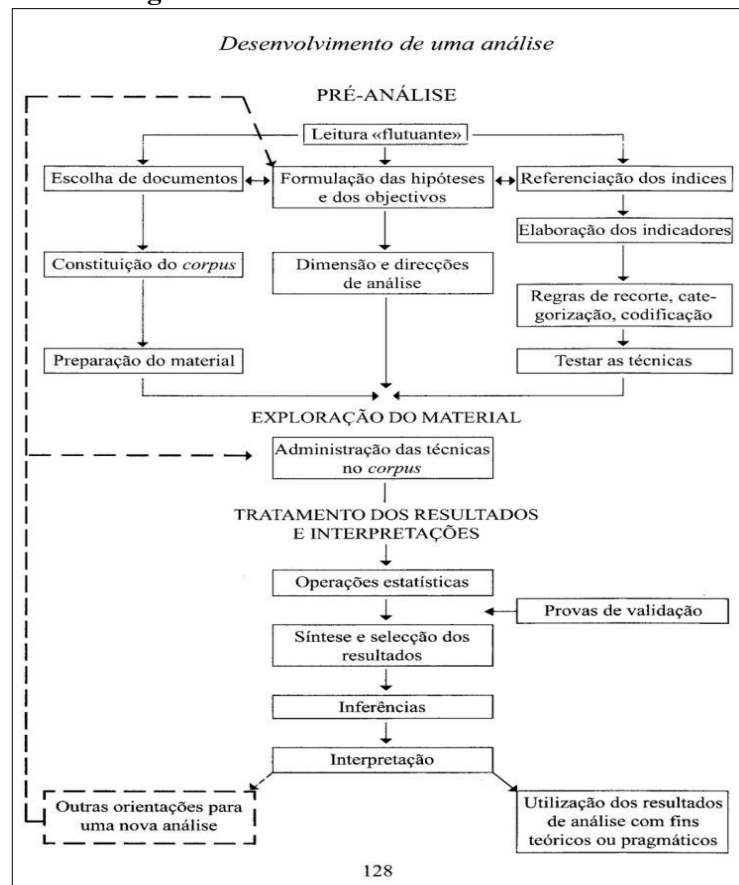 Desenvolvimento de uma análise
PRÉ-ANÁLISE
Leitura «flutuante»
Escolha de documentos
Formulação das hipóteses
e dos objectivos
Referenciação dos índices
Elaboração dos indicadores
Constituição do corpus
Dimensão e direcções
de análise
Regras de recorte, cate-
gorização, codificação
Preparação do material
Testar as técnicas
EXPLORAÇÃO DO MATERIAL
Administração das técnicas
no corpus
TRATAMENTO DOS RESULTADOS
E INTERPRETAÇÕES
Operações estatísticas
Provas de validação
Síntese e selecção dos
resultados
Inferências
Interpretação
Outras orientações para
uma nova análise
Utilização dos resultados
de análise com fins
teóricos ou pragmáticos
128